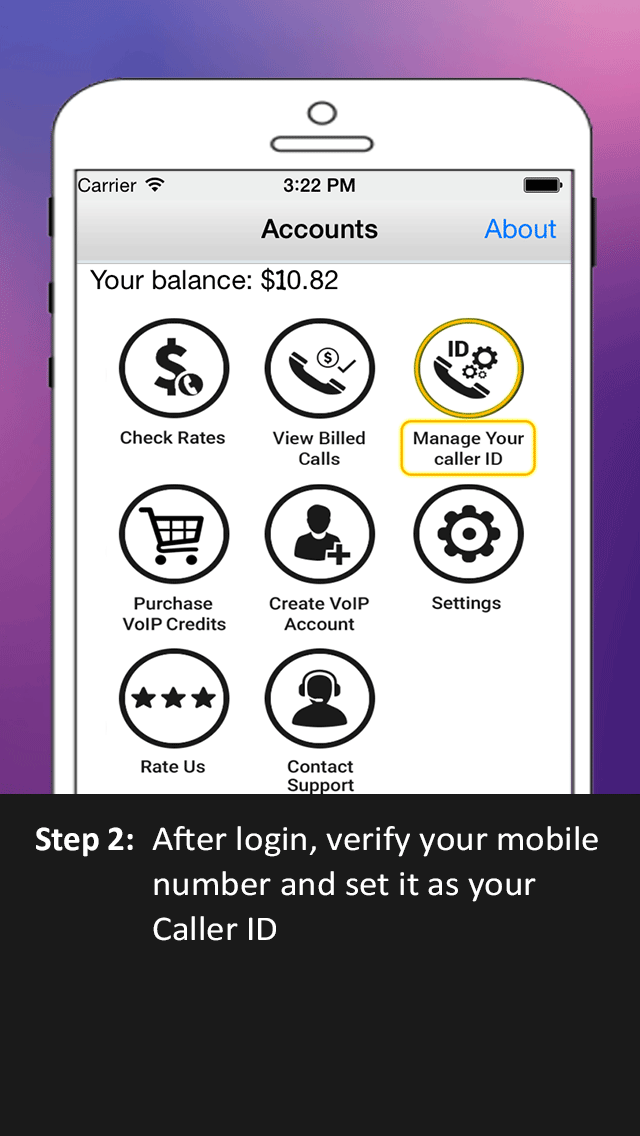 Carrier 3:22 PM
Accounts About
Your balance: $10.82
ID
$ $
Check Rates
View Billed
Calls
Manage Your
caller ID
Purchase
VoIP Credits
Create VoIP
Account
Settings
Rate Us
Contact
Support
Step 2: After login, verify your mobile
number and set it as your
Caller ID